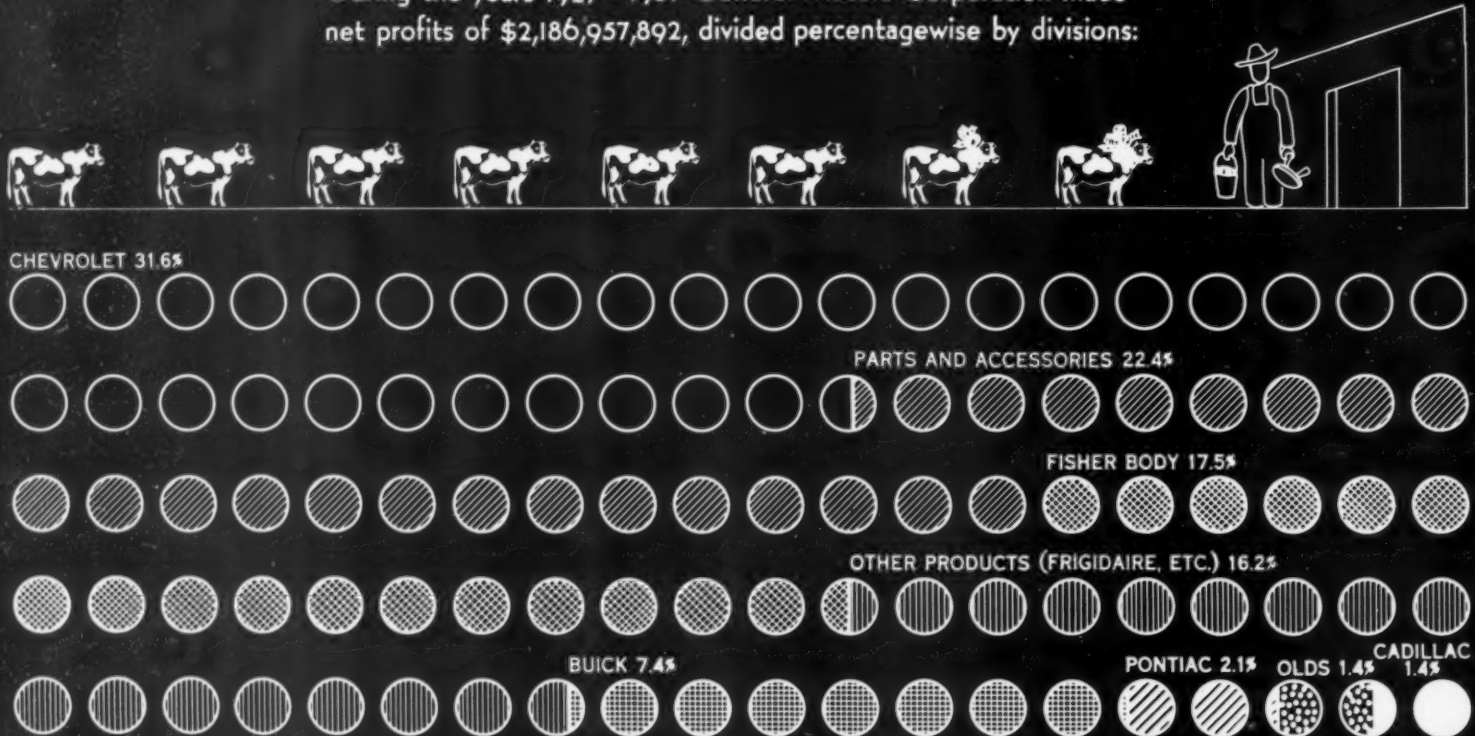 net profits of $2,186,957,892, divided percentagewise by divisions:
CHEVROLET 31.6%
PARTS AND ACCESSORIES 22.4%
FISHER BODY 17.5%
OTHER PRODUCTS (FRIGIDAIRE, ETC.) 16.2%
BUICK 7.4%
PONTIAC 2.1%
OLDS 1.4%
CADILLAC
1.4%